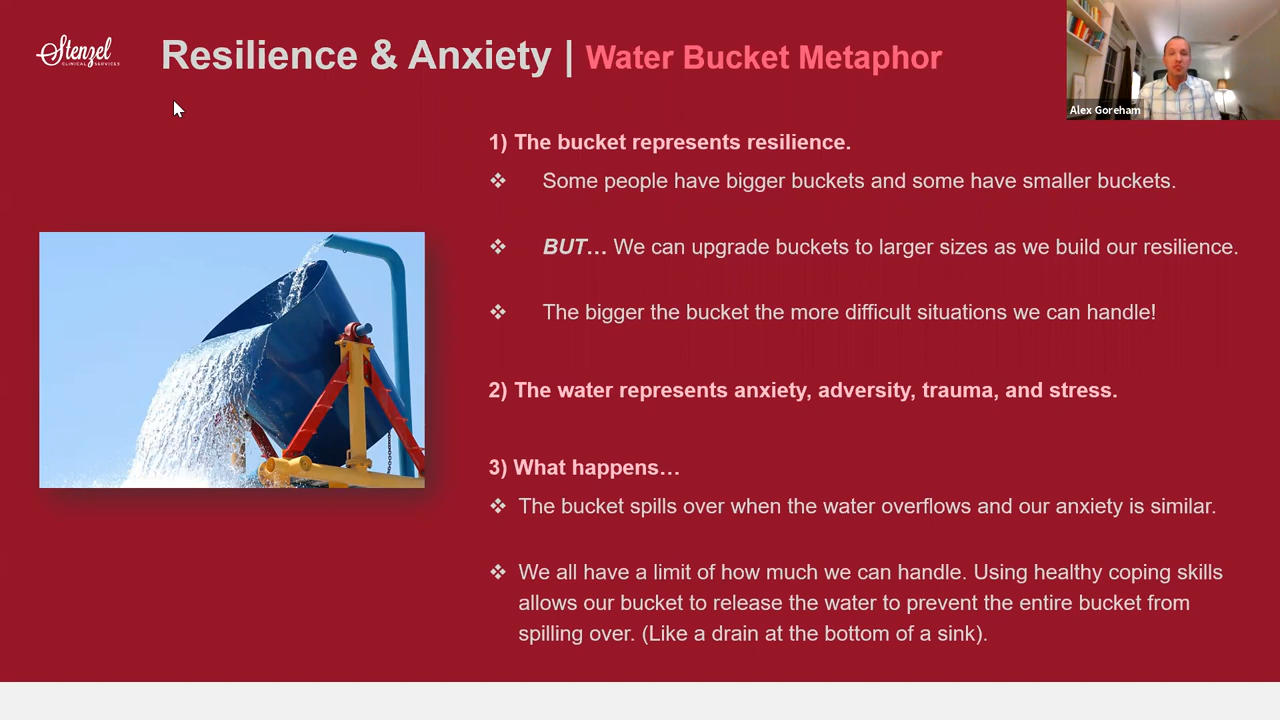 Stenzel
CLINICAL SERVICES
Resilience & Anxiety | Water Bucket Metaphor
Alex Goreham
1) The bucket represents resilience.
❖ Some people have bigger buckets and some have smaller buckets.
❖ BUT… We can upgrade buckets to larger sizes as we build our resilience.
❖ The bigger the bucket the more difficult situations we can handle!
2) The water represents anxiety, adversity, trauma, and stress.
3) What happens…
❖ The bucket spills over when the water overflows and our anxiety is similar.
❖ We all have a limit of how much we can handle. Using healthy coping skills
allows our bucket to release the water to prevent the entire bucket from
spilling over. (Like a drain at the bottom of a sink).